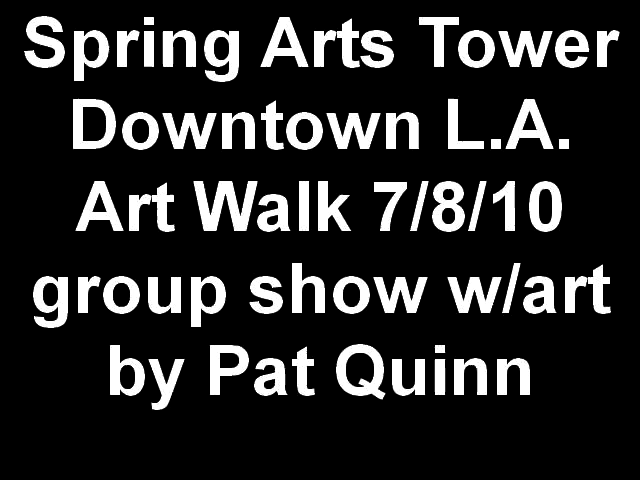 Spring Arts Tower
Downtown L.A.
Art Walk 7/8/10
group show w/art
by Pat Quinn